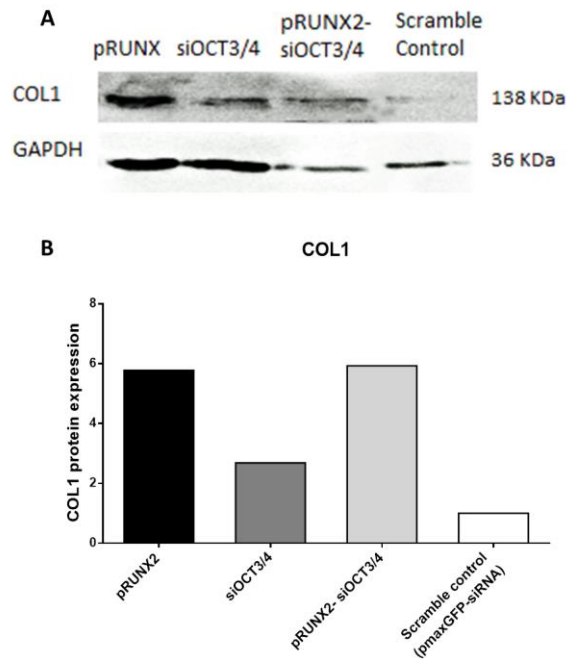 A
pRUNX siOCT3/4 pRUNX2-
siOCT3/4 Scramble
Control
COL1 138 KDa
GAPDH 36 KDa
B
COL1
COL1 protein expression
8
6
4
2
0
pRUNX2
siOCT3/4
pRUNX2- siOCT3/4
Scramble control
(pmaxGFP-siRNA)